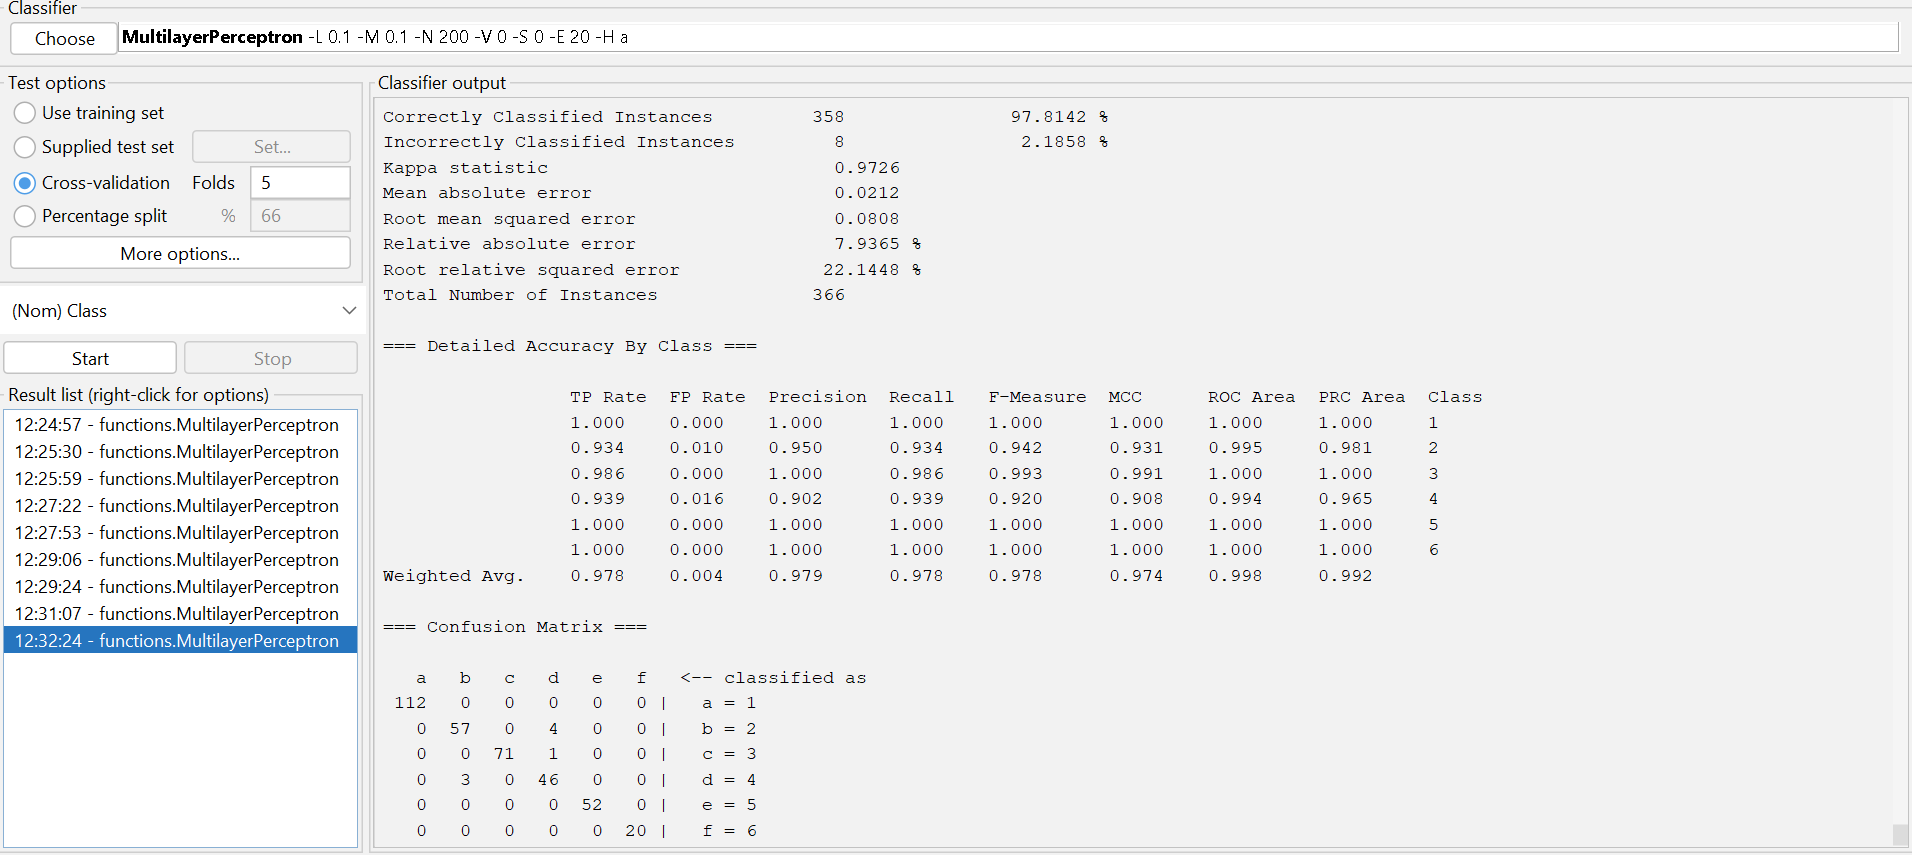 Classifier
Choose MultilayerPerceptron -L 0.1 -M 0.1 -N 200 -V 0 -S 0 -E 20 -H a
Test options
Use training set
Supplied test set Set...
Cross-validation Folds 5
Percentage split % 66
More options...
(Nom) Class
Start Stop
Result list (right-click for options)
12:24:57 - functions.MultilayerPerceptron
12:25:30 - functions.MultilayerPerceptron
12:25:59 - functions.MultilayerPerceptron
12:27:22 - functions.MultilayerPerceptron
12:27:53 - functions.MultilayerPerceptron
12:29:06 - functions.MultilayerPerceptron
12:29:24 - functions.MultilayerPerceptron
12:31:07 - functions.MultilayerPerceptron
12:32:24 - functions.MultilayerPerceptron
Classifier output
Correctly Classified Instances 358 97.8142 %
Incorrectly Classified Instances 8 2.1858 %
Kappa statistic 0.9726
Mean absolute error 0.0212
Root mean squared error 0.0808
Relative absolute error 7.9365 %
Root relative squared error 22.1448 %
Total Number of Instances 366
=== Detailed Accuracy By Class ===
TP Rate FP Rate Precision Recall F-Measure MCC ROC Area PRC Area Class
1.000 0.000 1.000 1.000 1.000 1.000 1.000 1.000 1
0.934 0.010 0.950 0.934 0.942 0.931 0.995 0.981 2
0.986 0.000 1.000 0.986 0.993 0.991 1.000 1.000 3
0.939 0.016 0.902 0.939 0.920 0.908 0.994 0.965 4
1.000 0.000 1.000 1.000 1.000 1.000 1.000 1.000 5
1.000 0.000 1.000 1.000 1.000 1.000 1.000 1.000 6
Weighted Avg. 0.978 0.004 0.979 0.978 0.978 0.974 0.998 0.992
=== Confusion Matrix ===
a b c d e f <-- classified as
112 0 0 0 0 0 | a = 1
0 57 0 4 0 0 | b = 2
0 0 71 1 0 0 | c = 3
0 3 0 46 0 0 | d = 4
0 0 0 0 52 0 | e = 5
0 0 0 0 0 20 | f = 6